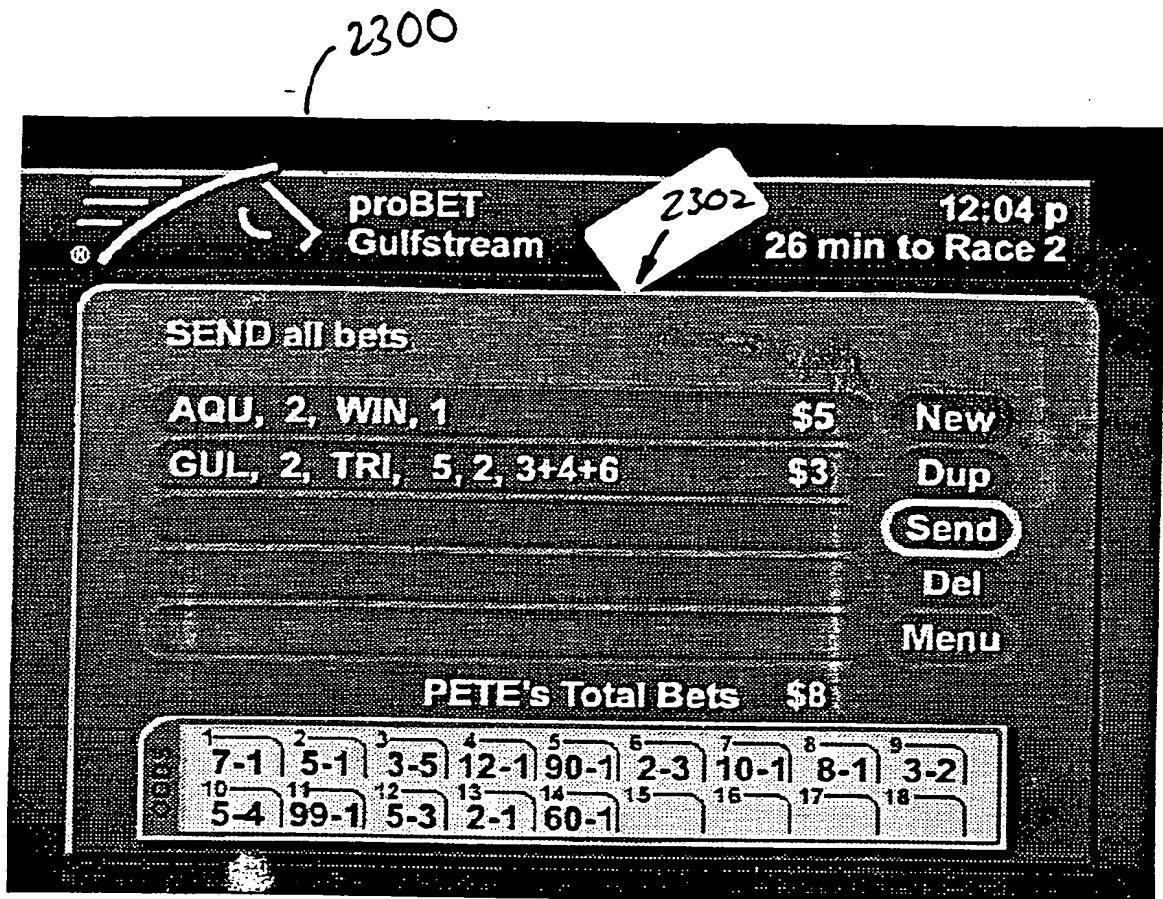 2300
proBET
Gulfstream
2302
12:04 p
26 min to Race 2
®
SEND all bets
AQU, 2, WIN, 1 $5
GUL, 2, TRI, 5, 2, 3+4+6 $3
New
Dup
Send
Del
Menu
PETE's Total Bets $8
ODDS
1 2 3 4 5 6 7 8 9
7-1 5-1 3-5 12-1 90-1 2-3 10-1 8-1 3-2
10 11 12 13 14 15 16 17 18
5-4 99-1 5-3 2-1 60-1